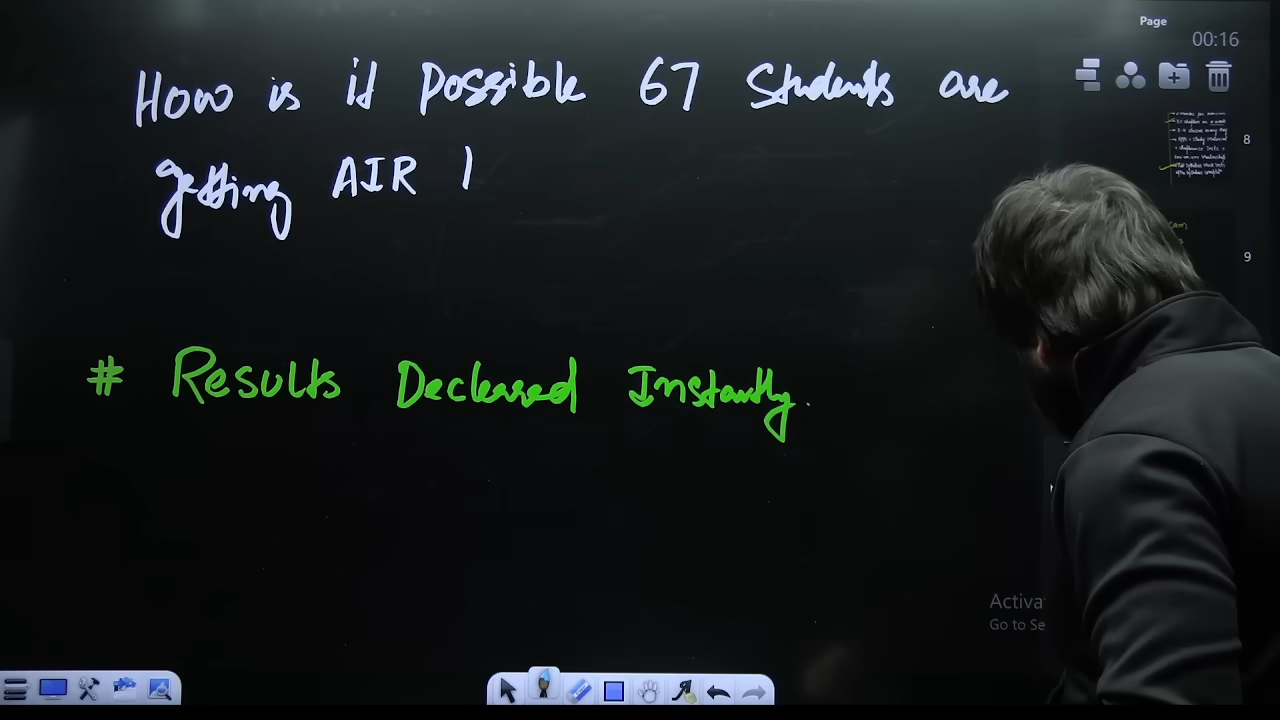 Page
00:16
How is it possible 67 Students are
getting AIR 1
8
9
# Results Decleared Instantly.
Activa
Go to Se